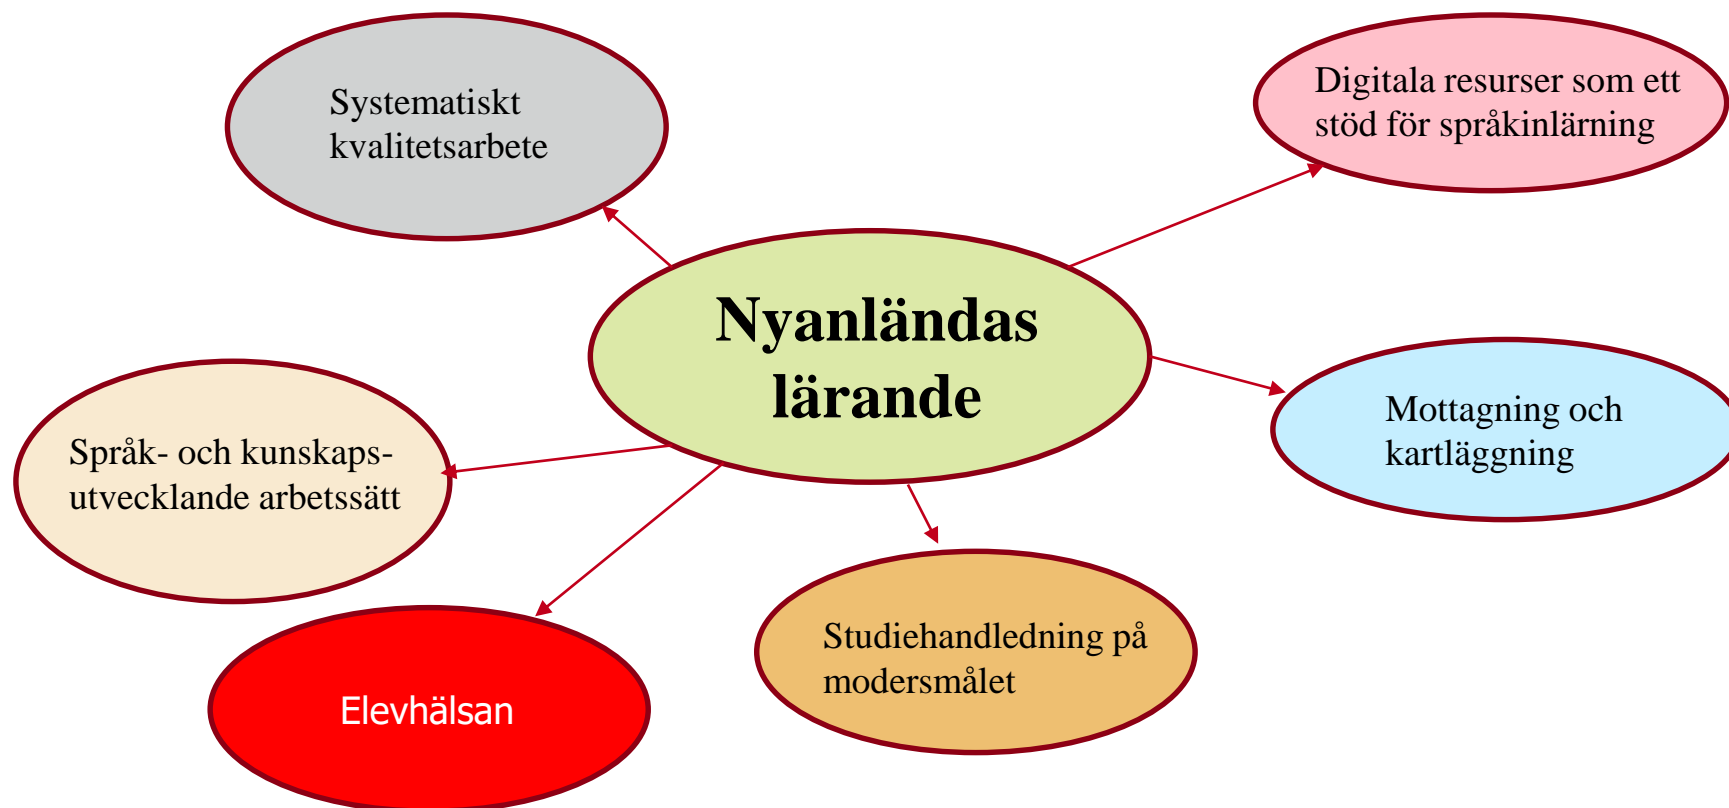 Systematiskt
kvalitetsarbete
Digitala resurser som ett
stöd för språkinlärning
Nyanländas
lärande
Mottagning och
kartläggning
Språk- och kunskaps-
utvecklande arbetssätt
Studiehandledning på
modersmålet
Elevhälsan